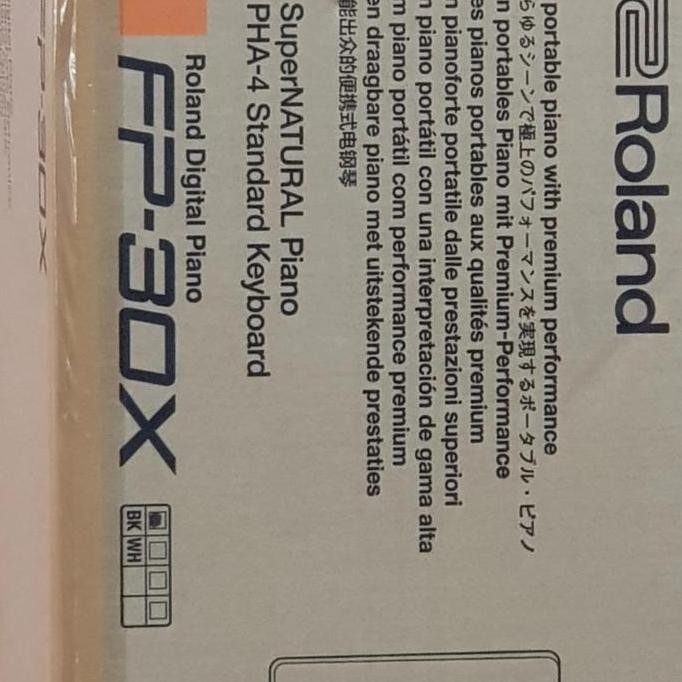 Roland
portable piano with premium performance
らゆるシーンで極上のパフォーマンスを実現するポータブル・ピアノ
portables Piano mit Premium-Performance
es pianos portables aux qualités premium
pianoforte portatile dalle prestazioni superiori
piano portátil con una interpretación de gama alta
piano portátil com performance premium
en draagbare piano met uitstekende prestaties
能出众的便携式电钢琴
SuperNATURAL Piano
PHA-4 Standard Keyboard
Roland Digital Piano
FP-30X
BK WH
FP-30X